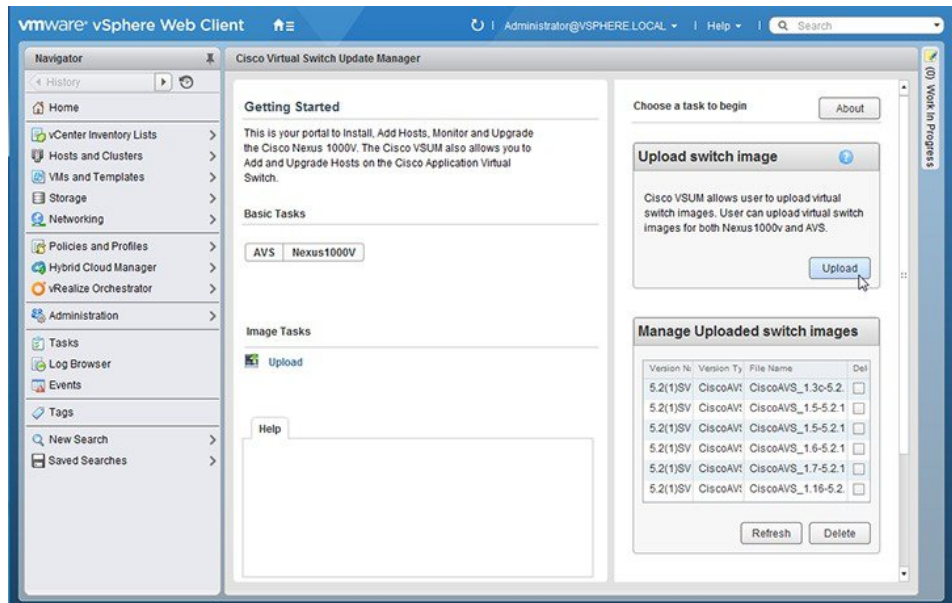 vmware® vSphere Web Client
Administrator@VSPHERE.LOCAL
Help
Search
Navigator
History
Home
vCenter Inventory Lists
Hosts and Clusters
VMs and Templates
Storage
Networking
Policies and Profiles
Hybrid Cloud Manager
vRealize Orchestrator
Administration
Tasks
Log Browser
Events
Tags
New Search
Saved Searches
Cisco Virtual Switch Update Manager
Getting Started
This is your portal to Install, Add Hosts, Monitor and Upgrade
the Cisco Nexus 1000V. The Cisco VSUM also allows you to
Add and Upgrade Hosts on the Cisco Application Virtual
Switch.
Basic Tasks
AVS Nexus1000V
Image Tasks
Upload
Help
Choose a task to begin
About
Upload switch image
Cisco VSUM allows user to upload virtual
switch images. User can upload virtual switch
images for both Nexus1000v and AVS.
Upload
Manage Uploaded switch images
Version Version Ty File Name Del
5.2(1)SV CiscoAVS CiscoAVS_1.3c-5.2.
5.2(1)SV CiscoAVS CiscoAVS_1.5-5.2.1
5.2(1)SV CiscoAVS CiscoAVS_1.5-5.2.1
5.2(1)SV CiscoAVS CiscoAVS_1.6-5.2.1
5.2(1)SV CiscoAVS CiscoAVS_1.7-5.2.1
5.2(1)SV CiscoAVS CiscoAVS_1.16-5.2.
Refresh Delete
(0) Work In Progress